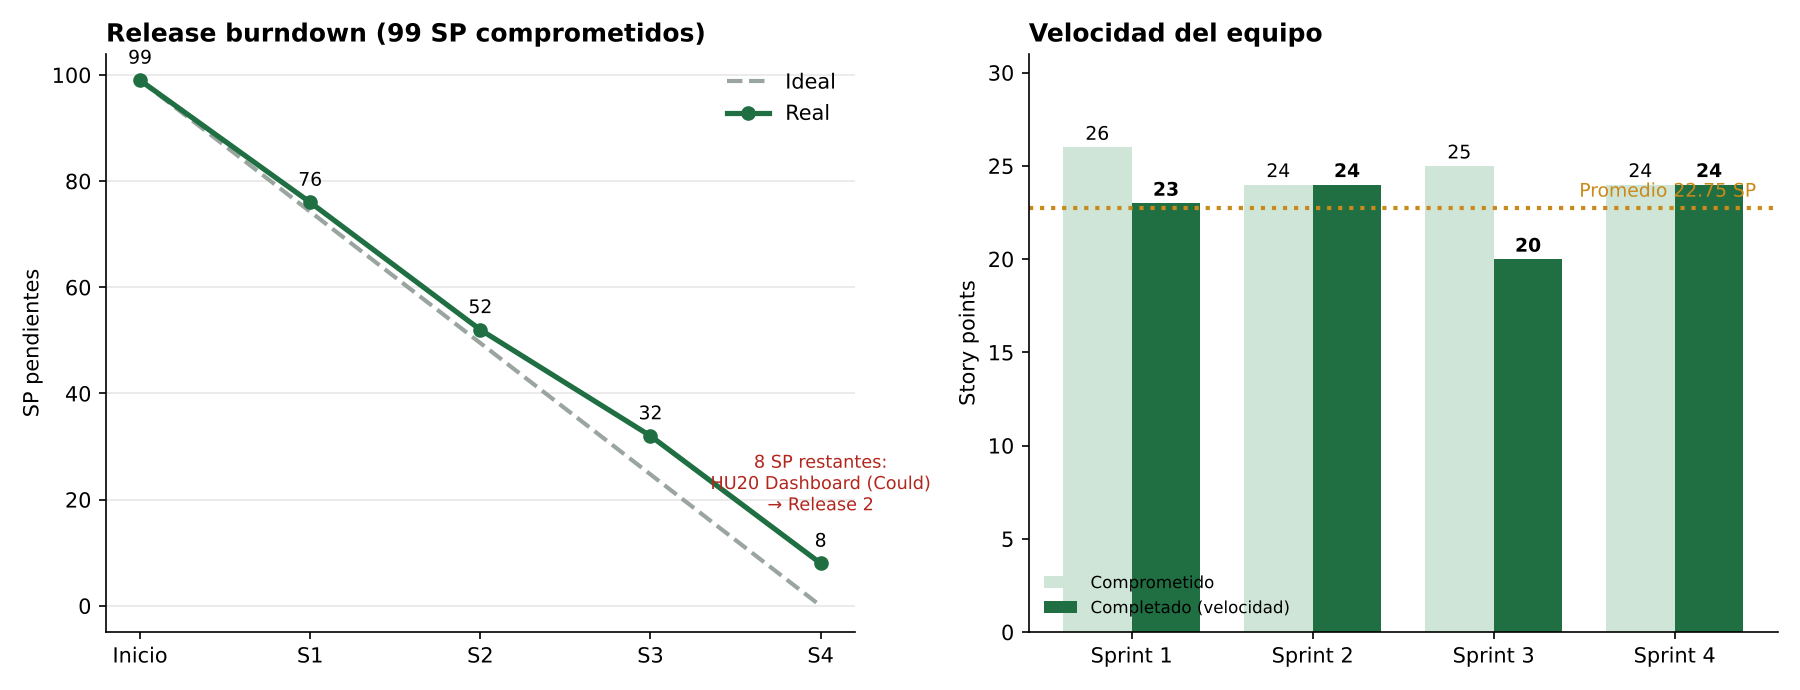 Release burndown (99 SP comprometidos)
SP pendientes
100
80
60
40
20
0
99
76
52
32
8
Ideal
Real
8 SP restantes:
HU20 Dashboard (Could)
→ Release 2
Inicio S1 S2 S3 S4
Velocidad del equipo
Story points
30
25
20
15
10
5
0
26 23 24 24 25 20 24 24
Promedio 22.75 SP
Comprometido
Completado (velocidad)
Sprint 1 Sprint 2 Sprint 3 Sprint 4